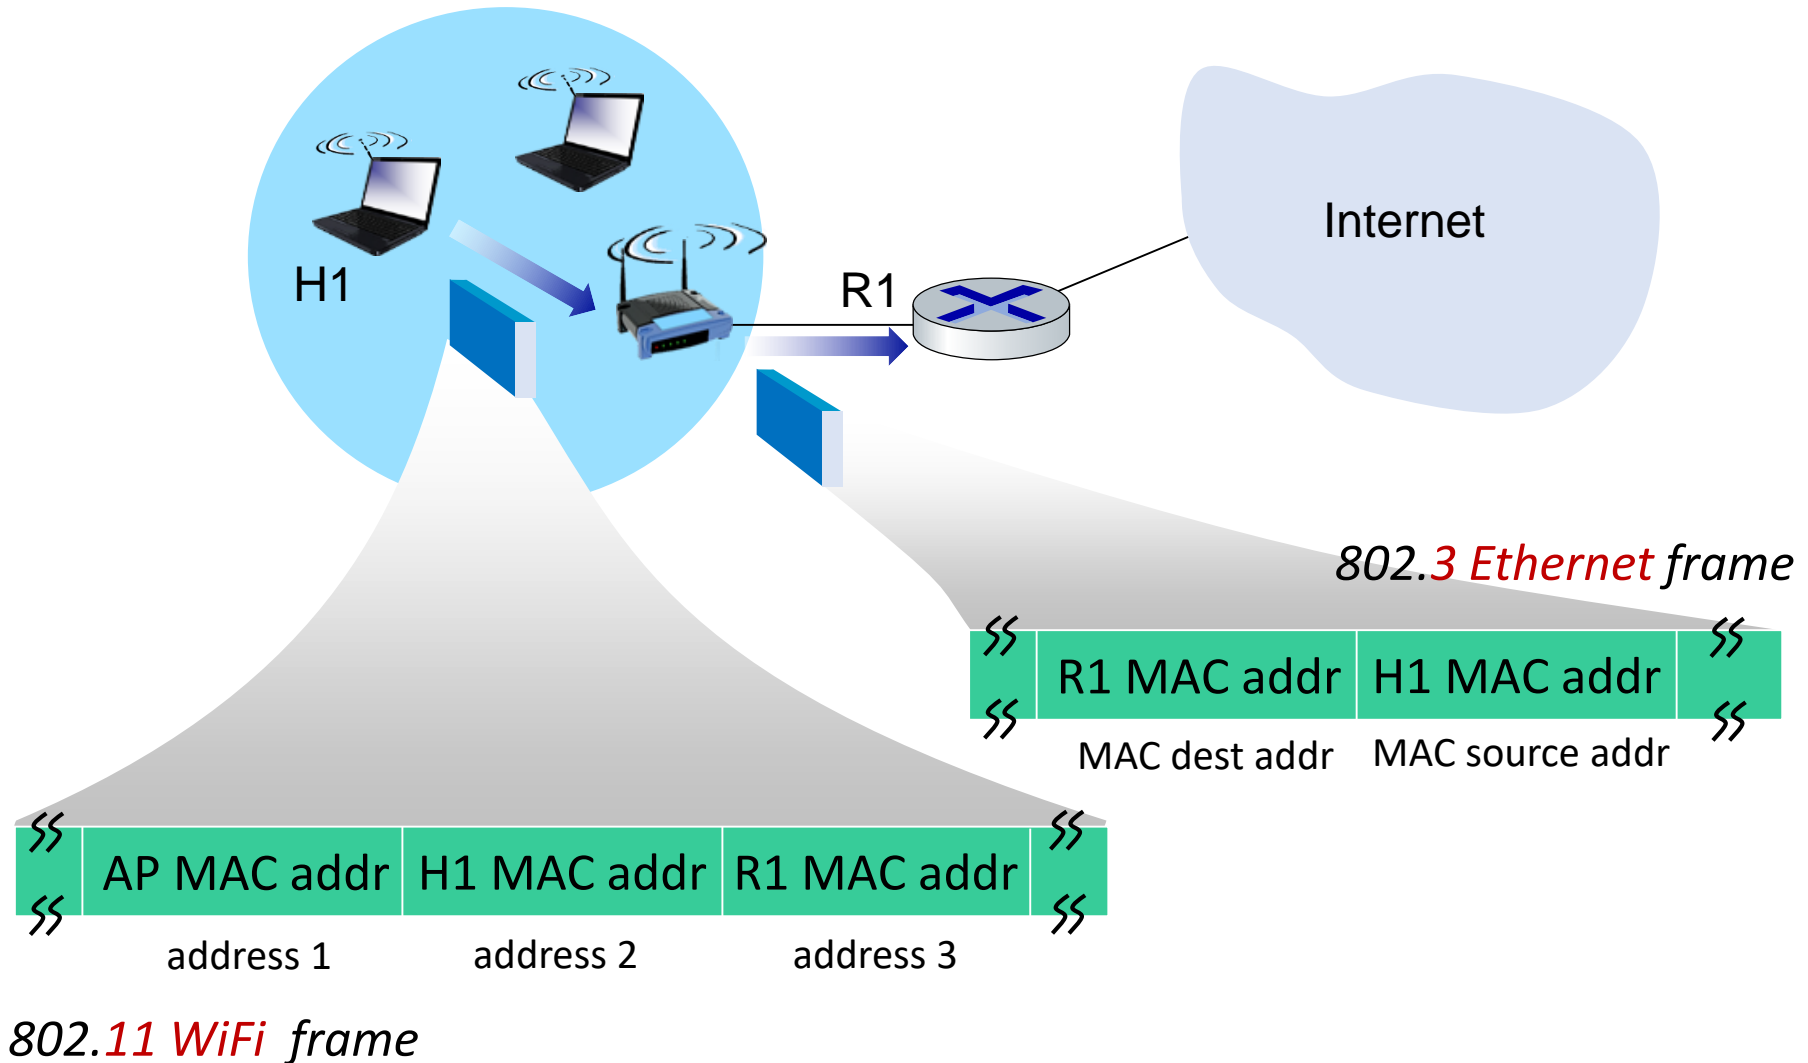 H1
R1
Internet
802.3 Ethernet frame
R1 MAC addr H1 MAC addr
MAC dest addr MAC source addr
AP MAC addr H1 MAC addr R1 MAC addr
address 1 address 2 address 3
802.11 WiFi frame